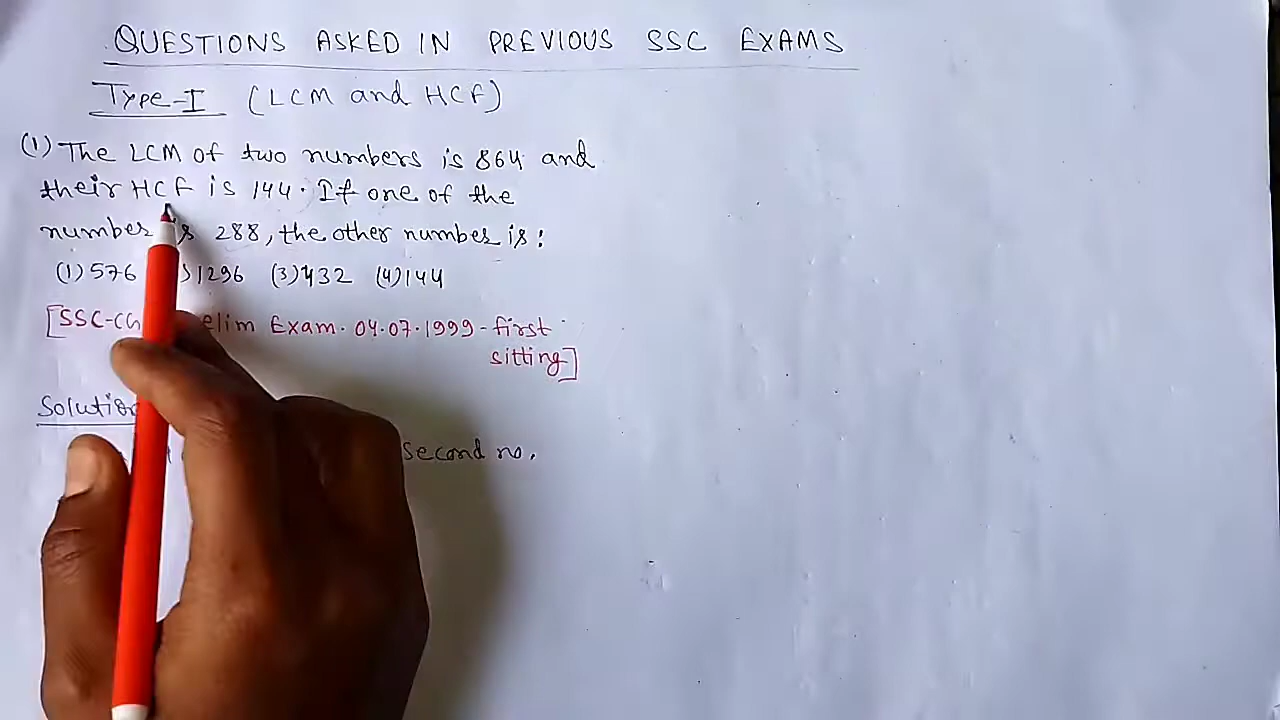 QUESTIONS ASKED IN PREVIOUS SSC EXAMS
Type-I (LCM and HCF)
(1) The LCM of two numbers is 864 and
their HCF is 144. If one of the
number is 288, the other number is:
(1) 576 ) 1296 (3) 432 (4) 144
[SSC- Exam. 04.07.1999-first
sitting]
Solution
second no.